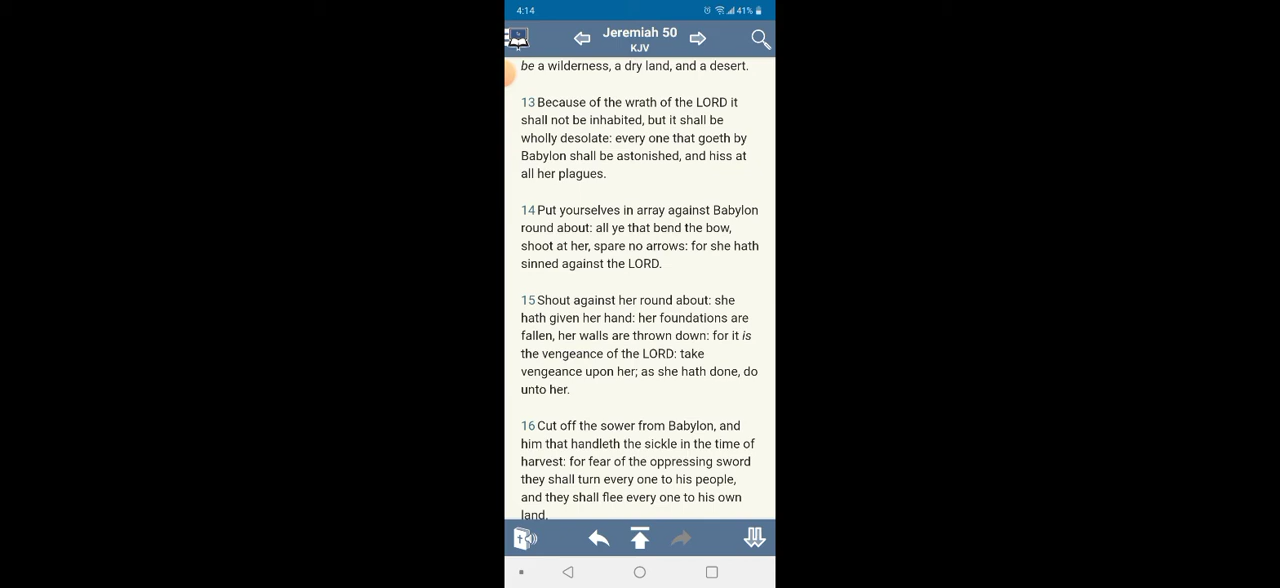 4:14 41%
Jeremiah 50
KJV
be a wilderness, a dry land, and a desert.
13 Because of the wrath of the LORD it
shall not be inhabited, but it shall be
wholly desolate: every one that goeth by
Babylon shall be astonished, and hiss at
all her plagues.
14 Put yourselves in array against Babylon
round about: all ye that bend the bow,
shoot at her, spare no arrows: for she hath
sinned against the LORD.
15 Shout against her round about: she
hath given her hand: her foundations are
fallen, her walls are thrown down: for it is
the vengeance of the LORD: take
vengeance upon her; as she hath done, do
unto her.
16 Cut off the sower from Babylon, and
him that handleth the sickle in the time of
harvest: for fear of the oppressing sword
they shall turn every one to his people,
and they shall flee every one to his own
land.